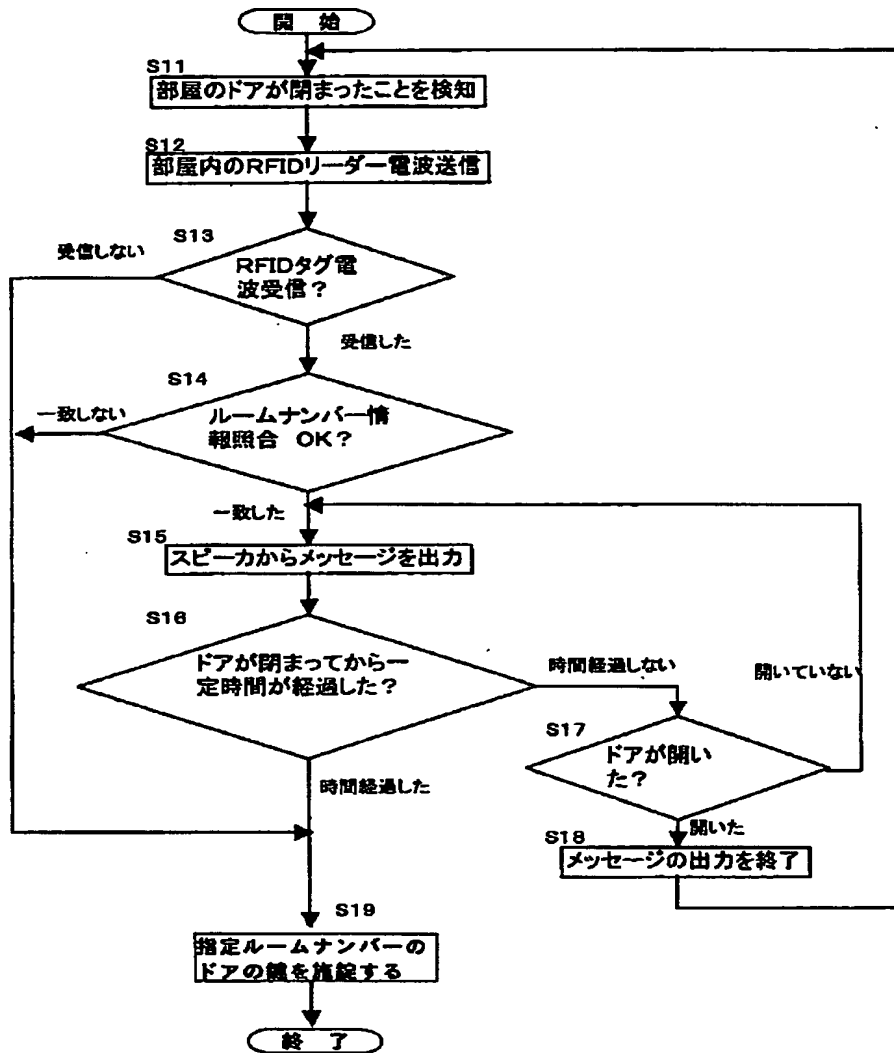 開 始
S11
部屋のドアが閉まったことを検知
S12
部屋内のRFIDリーダー電波送信
S13
受信しない
RFIDタグ電
波受信？
受信した
S14
一致しない
ルームナンバー情
報照合 OK？
一致した
S15
スピーカからメッセージを出力
S16
ドアが閉まってから一
定時間が経過した？
時間経過しない
開いていない
S17
ドアが開い
た？
時間経過した
開いた
S18
メッセージの出力を終了
S19
指定ルームナンバーの
ドアの鍵を施錠する
終 了